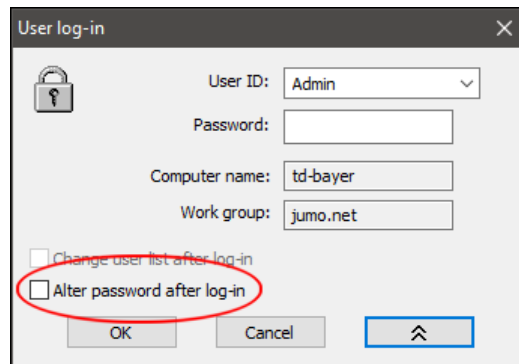 User log-in
User ID: Admin
Password:
Computer name: td-bayer
Work group: jumo.net
Change user list after log-in
Alter password after log-in
OK Cancel